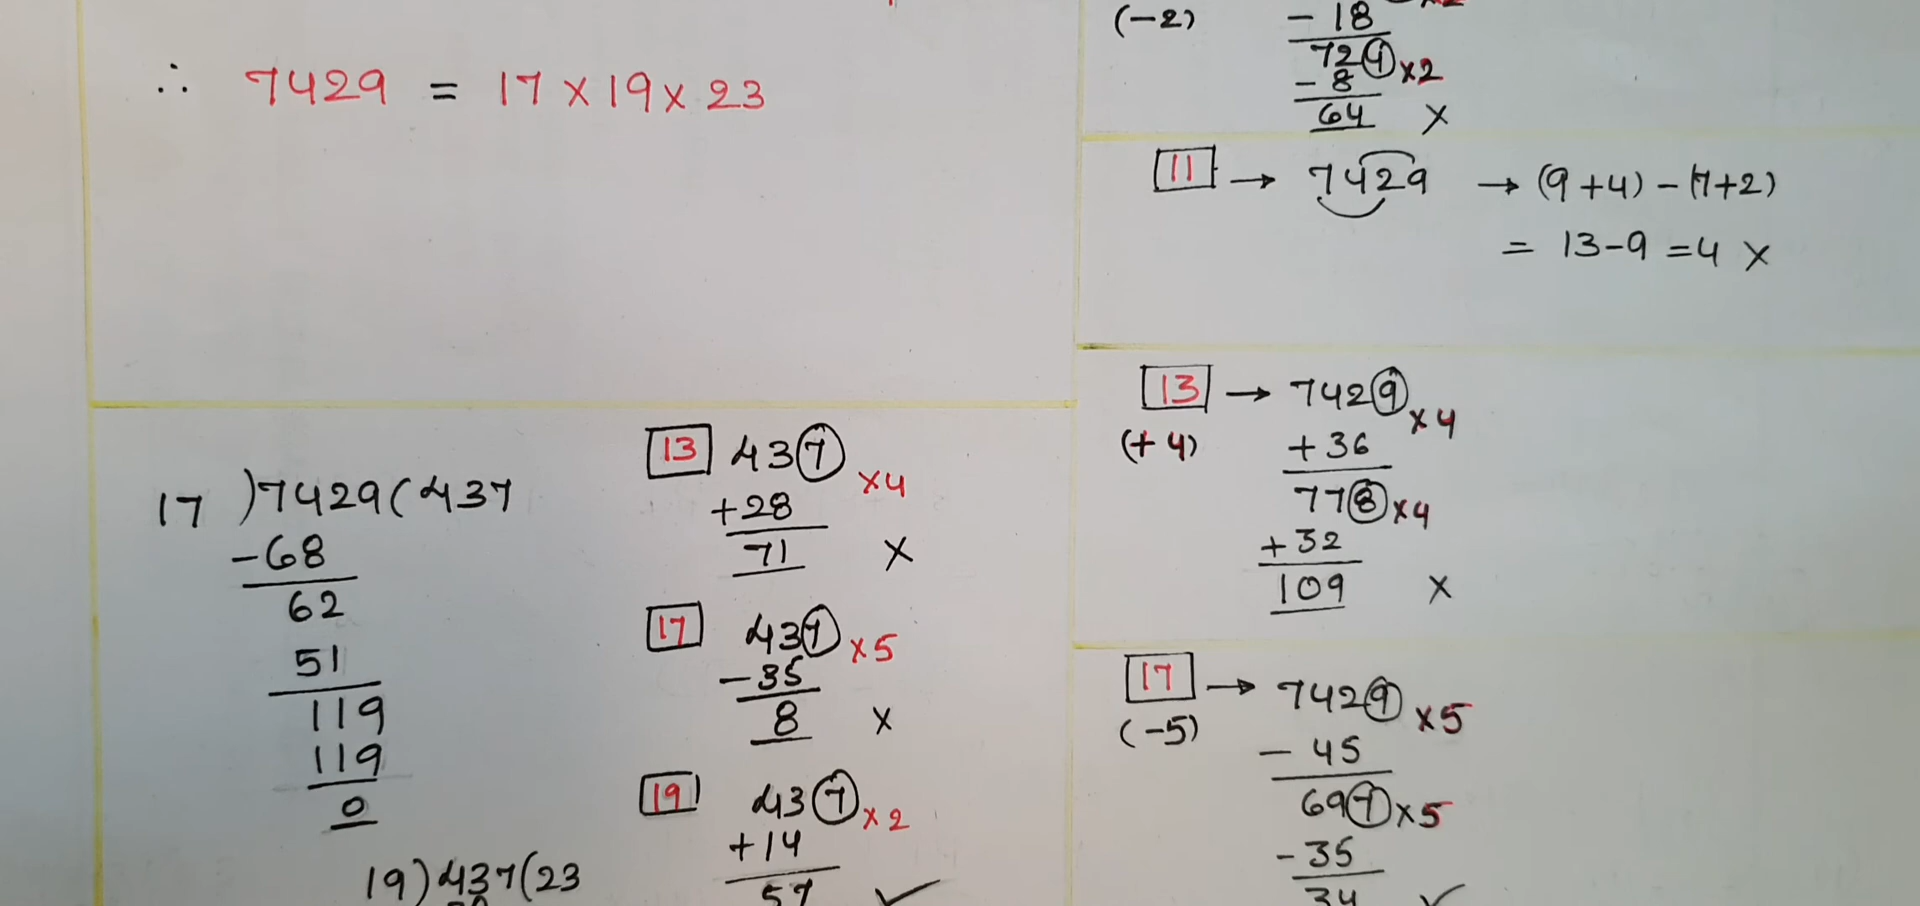 ∴ 7429 = 17 × 19 × 23
17 ) 7429 ( 437
- 68
62
51
119
119
0
19 ) 437 ( 23
13 437 ×4
+28
71 ×
17 437 ×5
- 35
8 ×
19 437 ×2
+14
57 ✓
(-2)
- 18
724 ×2
- 8
64 ×
11 → 7429 → (9+4) - (7+2)
= 13-9 = 4 ×
13 → 7429 ×4
(+4)
+ 36
778 ×4
+ 32
109 ×
17 → 7429 ×5
(-5)
- 45
697 ×5
- 35
34 ✓